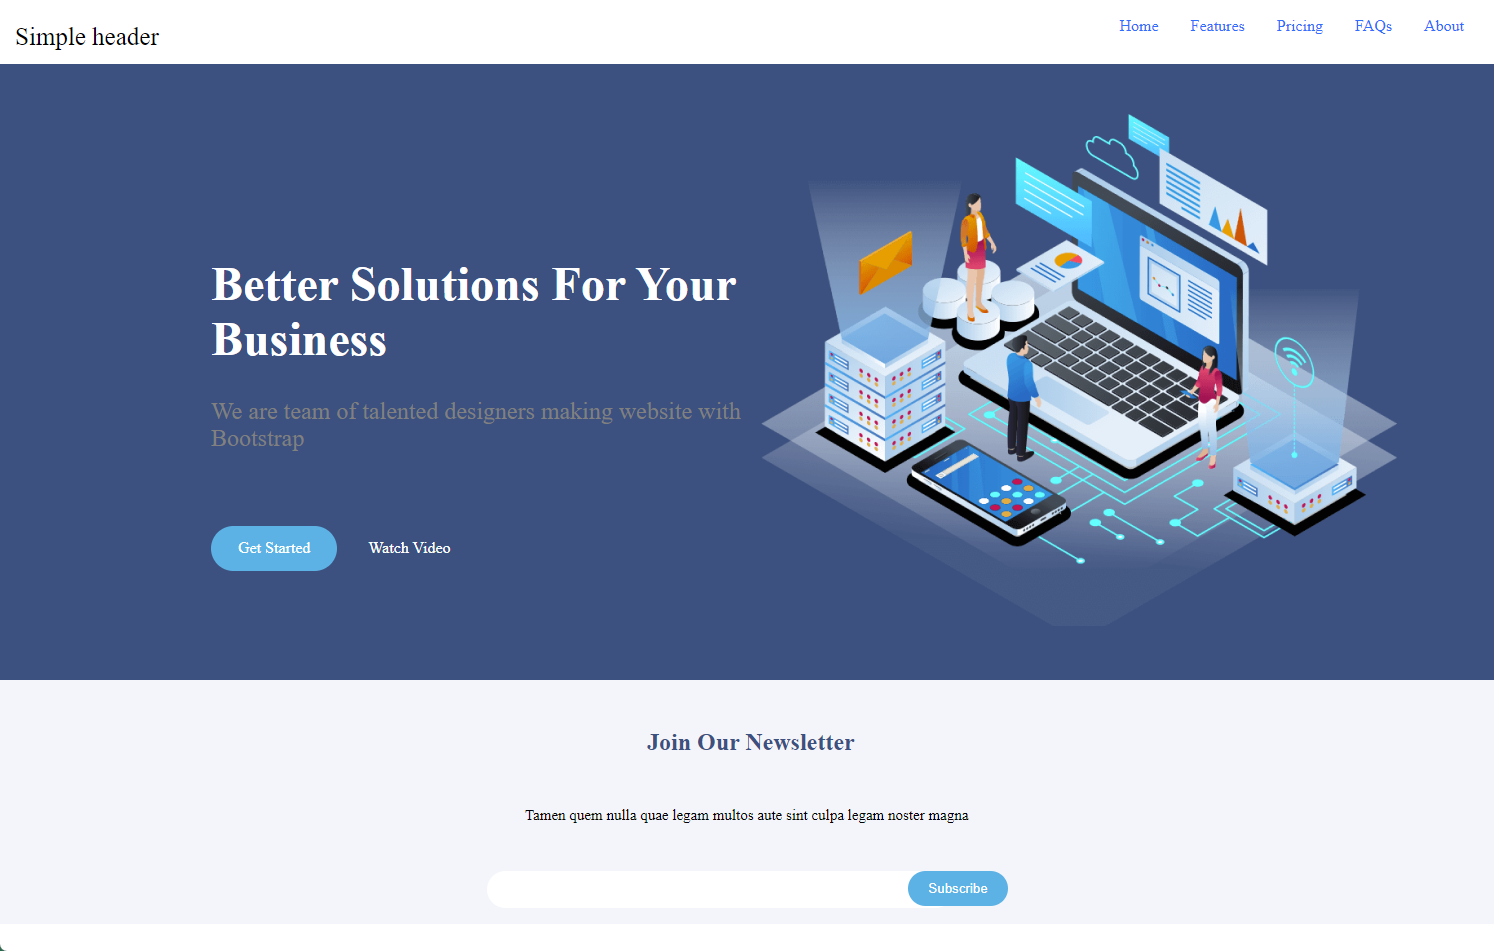 Simple header
Home Features Pricing FAQs About
Better Solutions For Your
Business
We are team of talented designers making website with
Bootstrap
Get Started Watch Video
Join Our Newsletter
Tamen quem nulla quae legam multos aute sint culpa legam noster magna
Subscribe